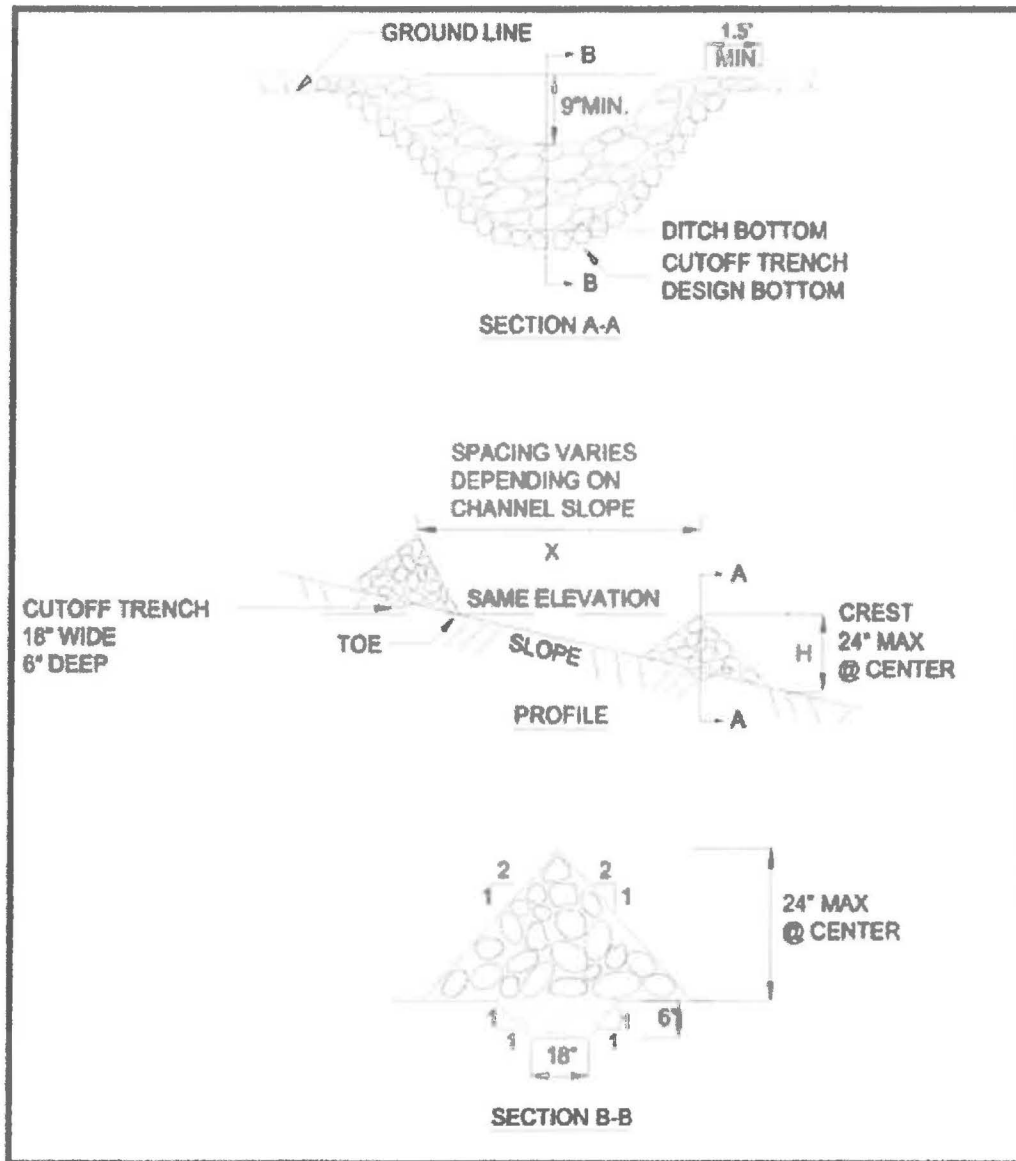 GROUND LINE
B
1.5'
MIN.
9"MIN.
DITCH BOTTOM
CUTOFF TRENCH
DESIGN BOTTOM
B
SECTION A-A
SPACING VARIES
DEPENDING ON
CHANNEL SLOPE
X
A
CUTOFF TRENCH
18" WIDE
6" DEEP
SAME ELEVATION
TOE
SLOPE
H
CREST
24" MAX
@ CENTER
PROFILE
A
2
1
2
1
24" MAX
@ CENTER
1
1
1
1
6"
18"
SECTION B-B